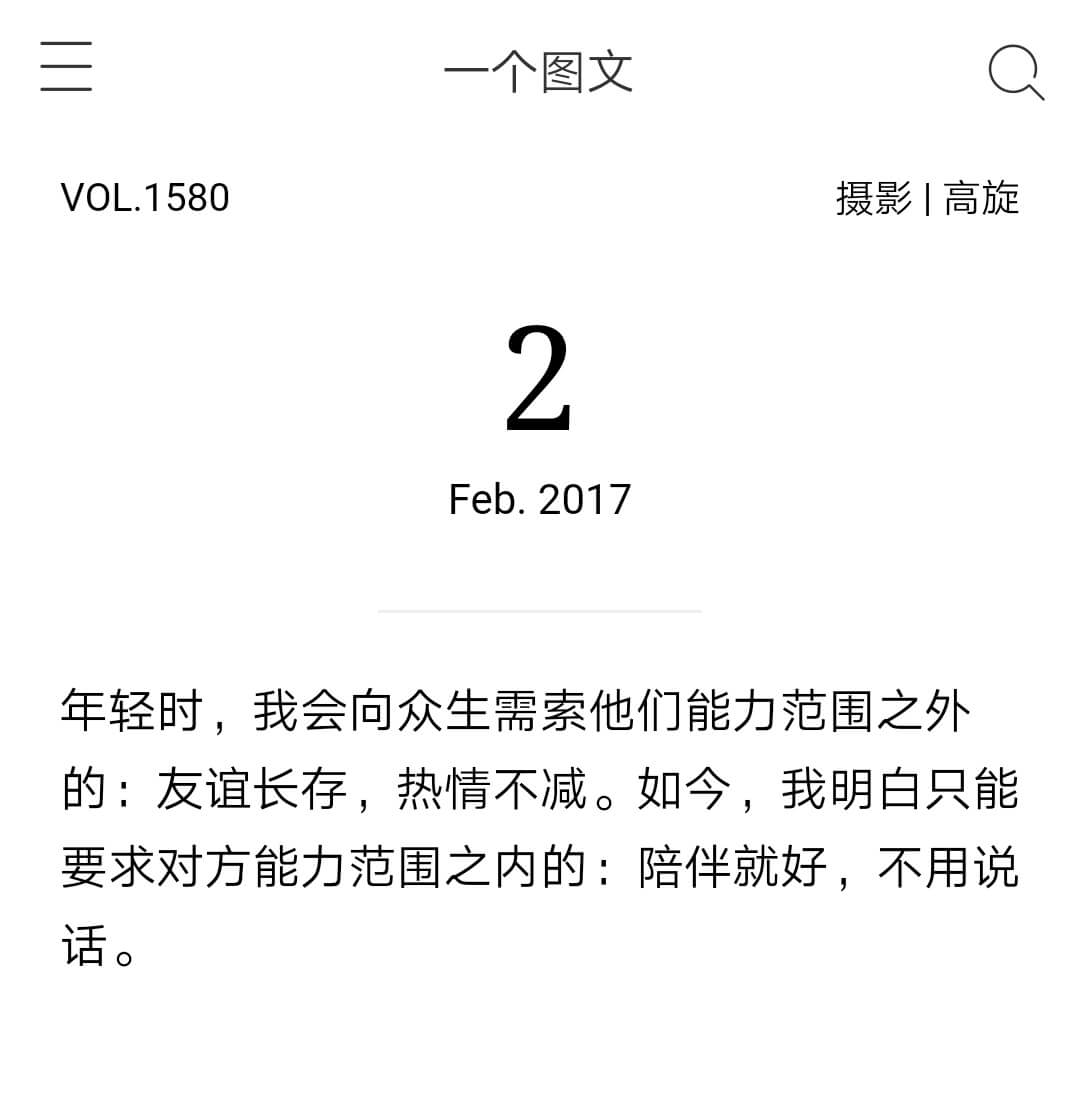 一个图文
VOL.1580
摄影 | 高旋
2
Feb. 2017
年轻时，我会向众生需索他们能力范围之外
的：友谊长存，热情不减。如今，我明白只能
要求对方能力范围之内的：陪伴就好，不用说
话。